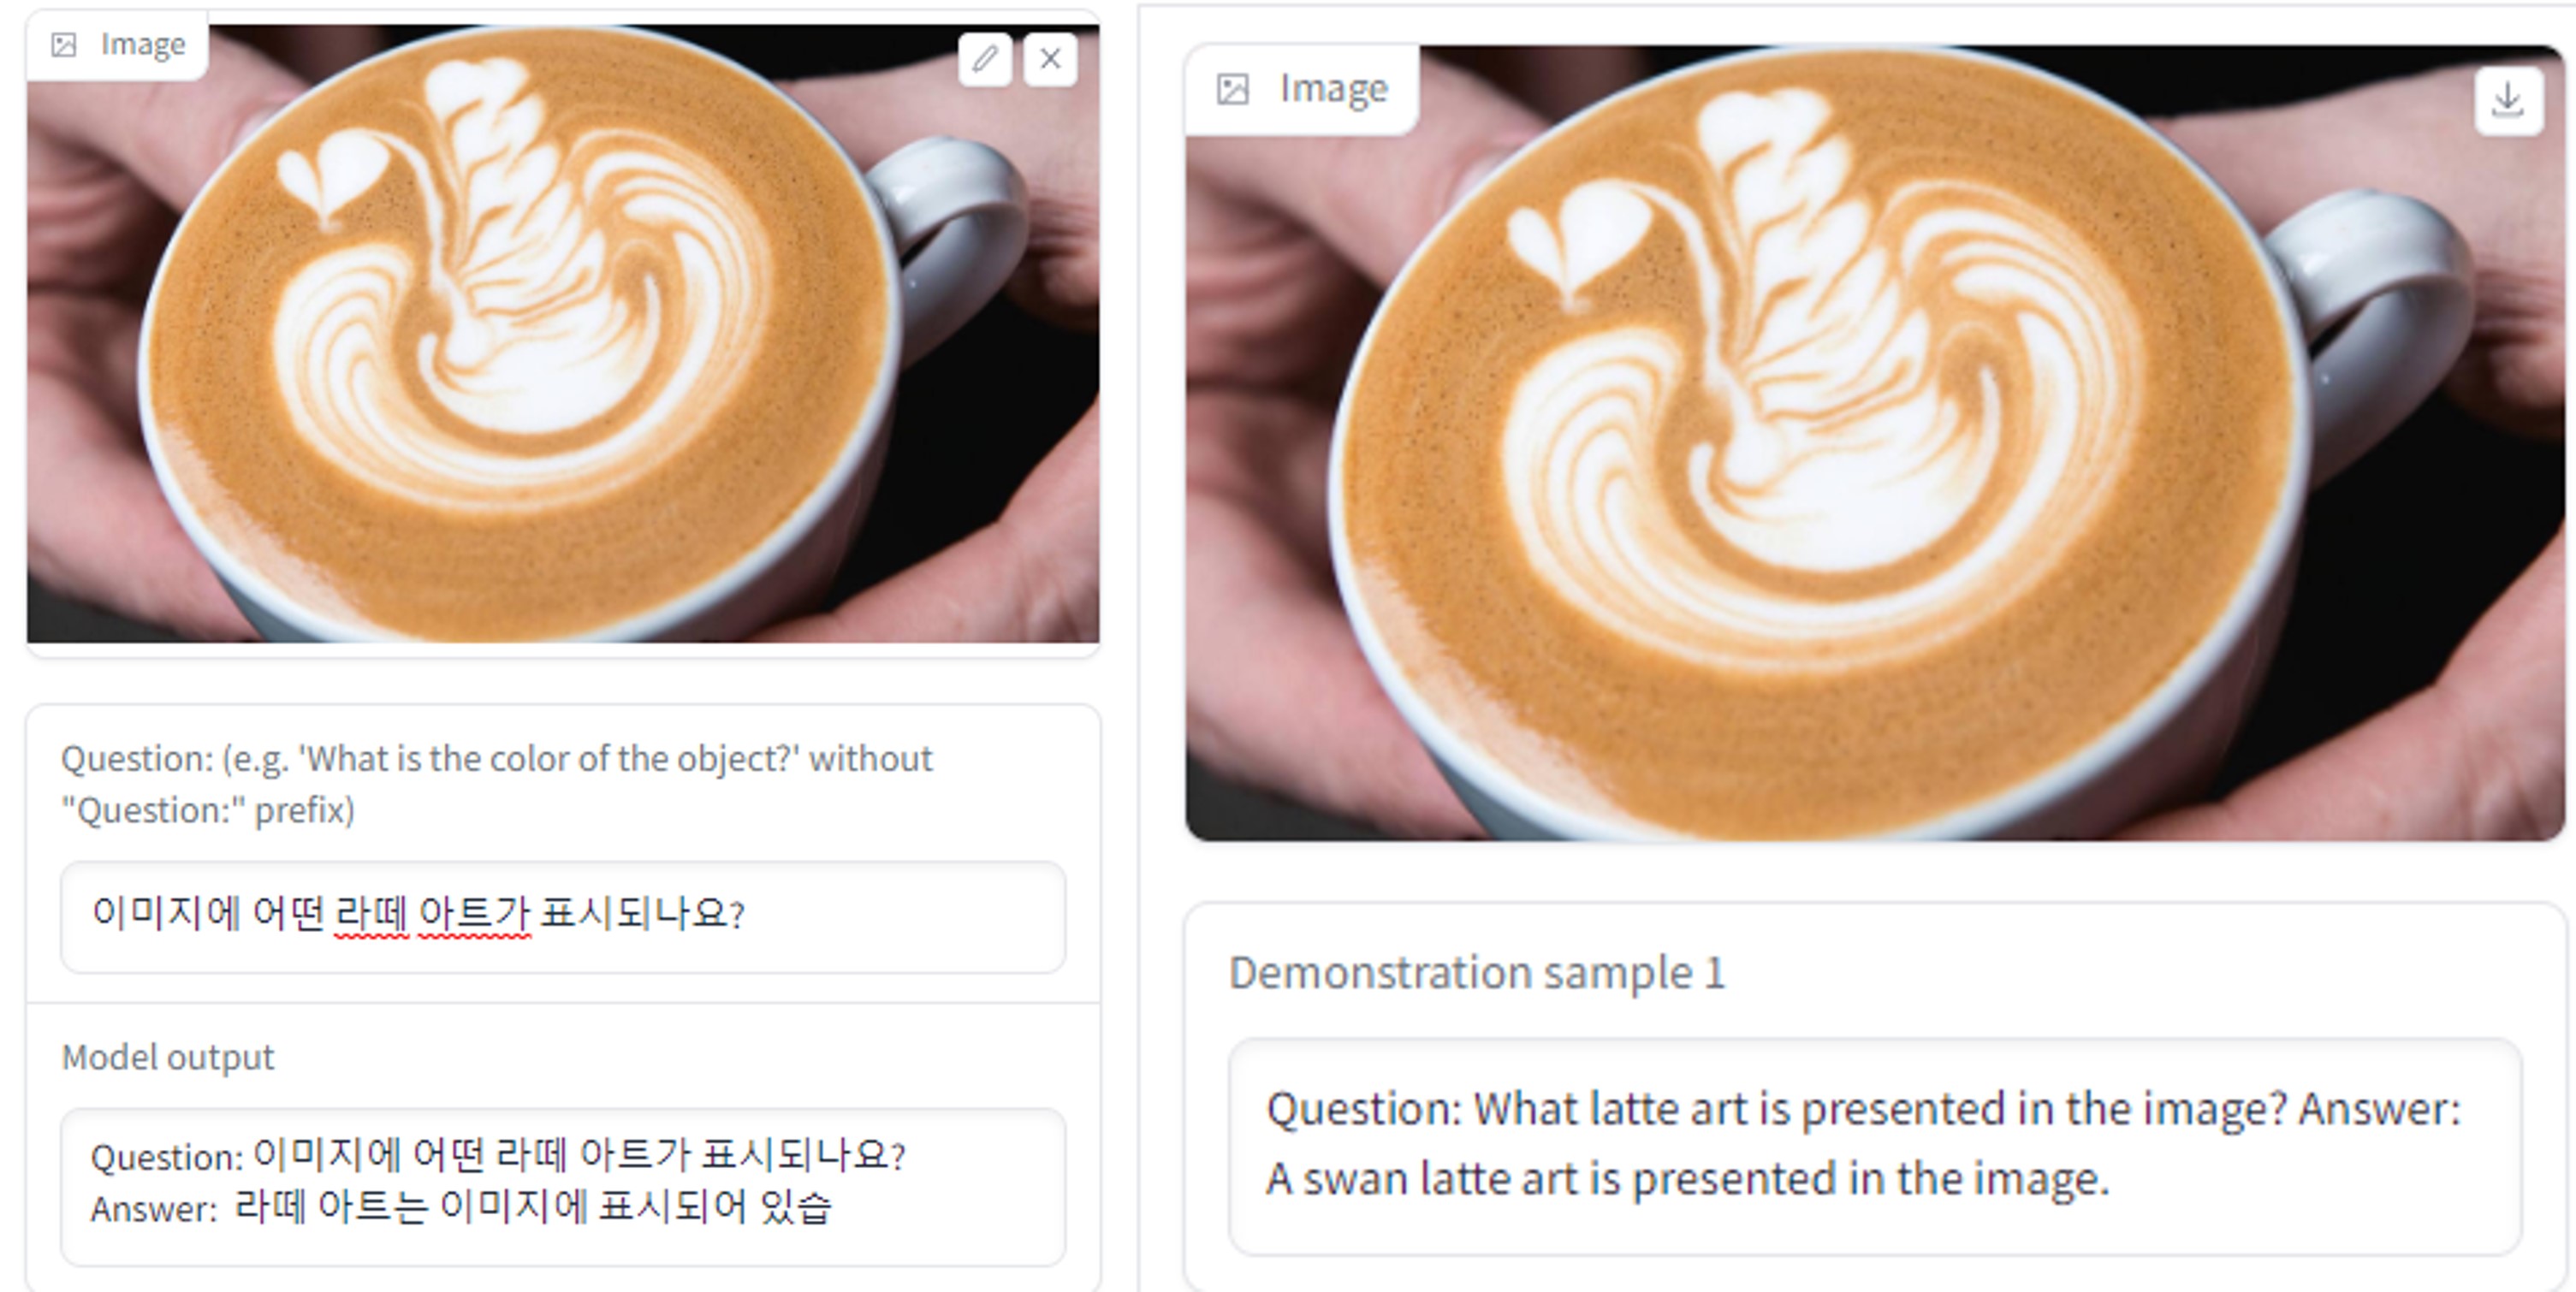 Image
Question: (e.g. 'What is the color of the object?' without
"Question:" prefix)
이미지에 어떤 라떼 아트가 표시되나요?
Model output
Question: 이미지에 어떤 라떼 아트가 표시되나요?
Answer: 라떼 아트는 이미지에 표시되어 있습
Image
Demonstration sample 1
Question: What latte art is presented in the image? Answer:
A swan latte art is presented in the image.